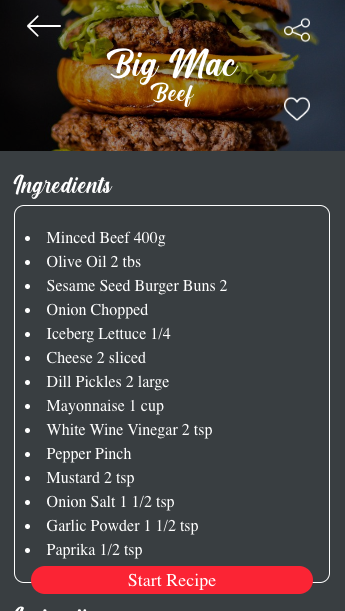 Big Mac
Beef
Ingredients
Minced Beef 400g
Olive Oil 2 tbs
Sesame Seed Burger Buns 2
Onion Chopped
Iceberg Lettuce 1/4
Cheese 2 sliced
Dill Pickles 2 large
Mayonnaise 1 cup
White Wine Vinegar 2 tsp
Pepper Pinch
Mustard 2 tsp
Onion Salt 1 1/2 tsp
Garlic Powder 1 1/2 tsp
Paprika 1/2 tsp
Start Recipe